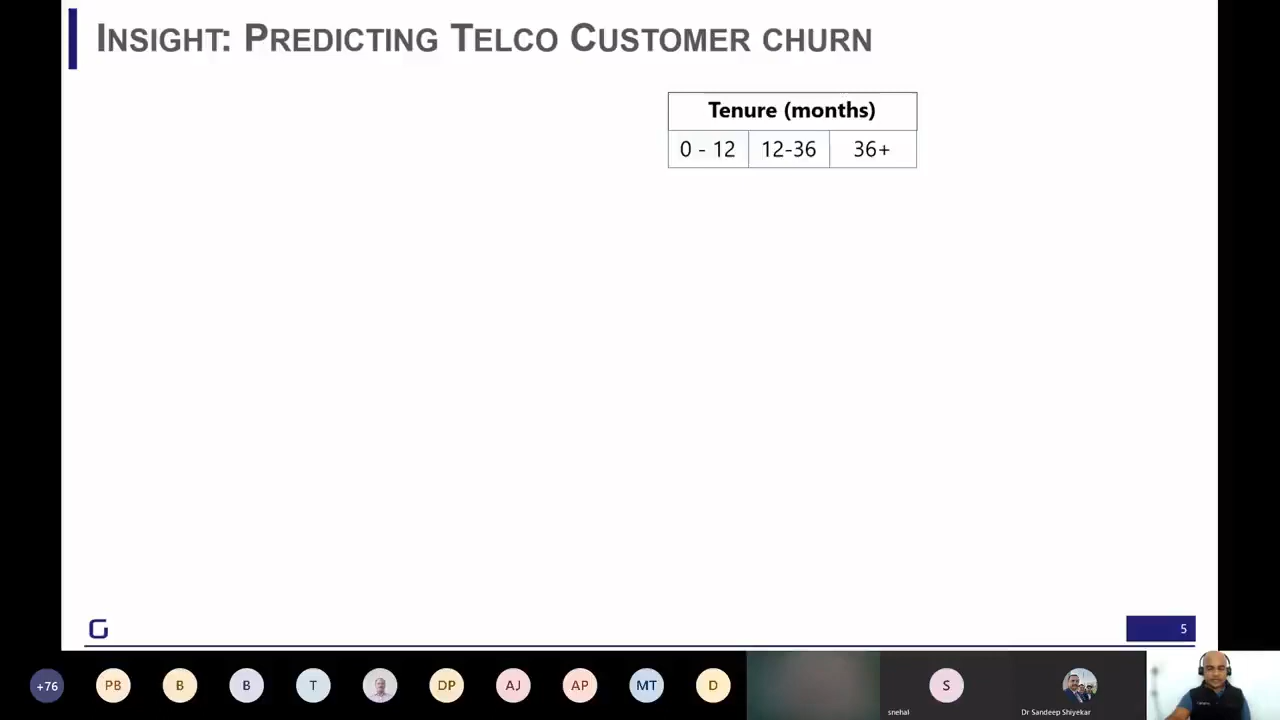 INSIGHT: PREDICTING TELCO CUSTOMER CHURN
Tenure (months)
0 - 12 12-36 36+
G
5
+76 PB B B T DP AJ AP MT D S
snehal Dr Sandeep Shiyekar